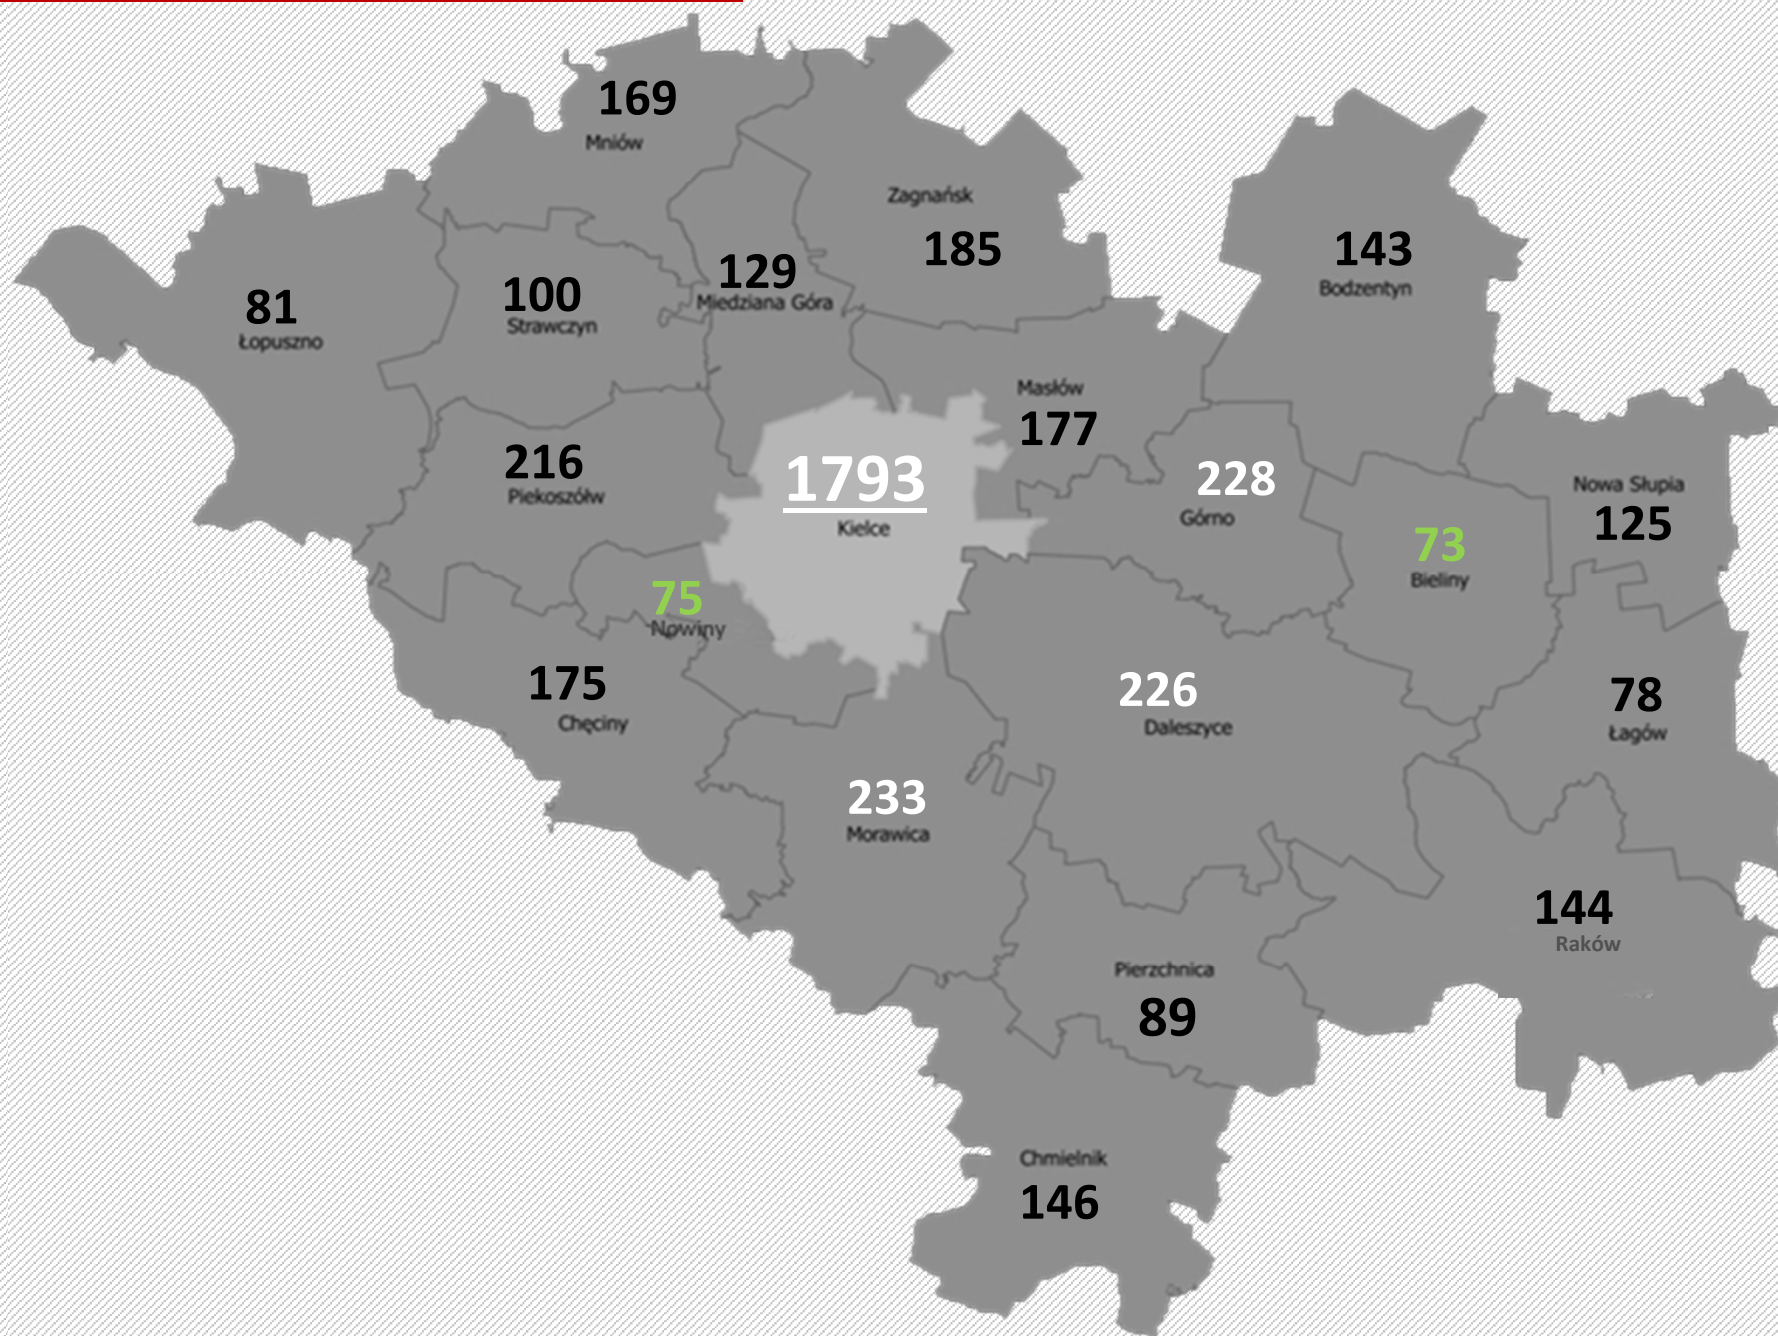 169
Mniów
Zagnańsk
185
143
Bodzentyn
129
Miedziana Góra
100
Strawczyn
81
Łopuszno
Masłów
177
216
Piekoszółw
1793
Kielce
228
Górno
Nowa Słupia
125
73
Bieliny
75
Nowiny
175
Chęciny
226
Daleszyce
78
Łagów
233
Morawica
144
Raków
Pierzchnica
89
Chmielnik
146